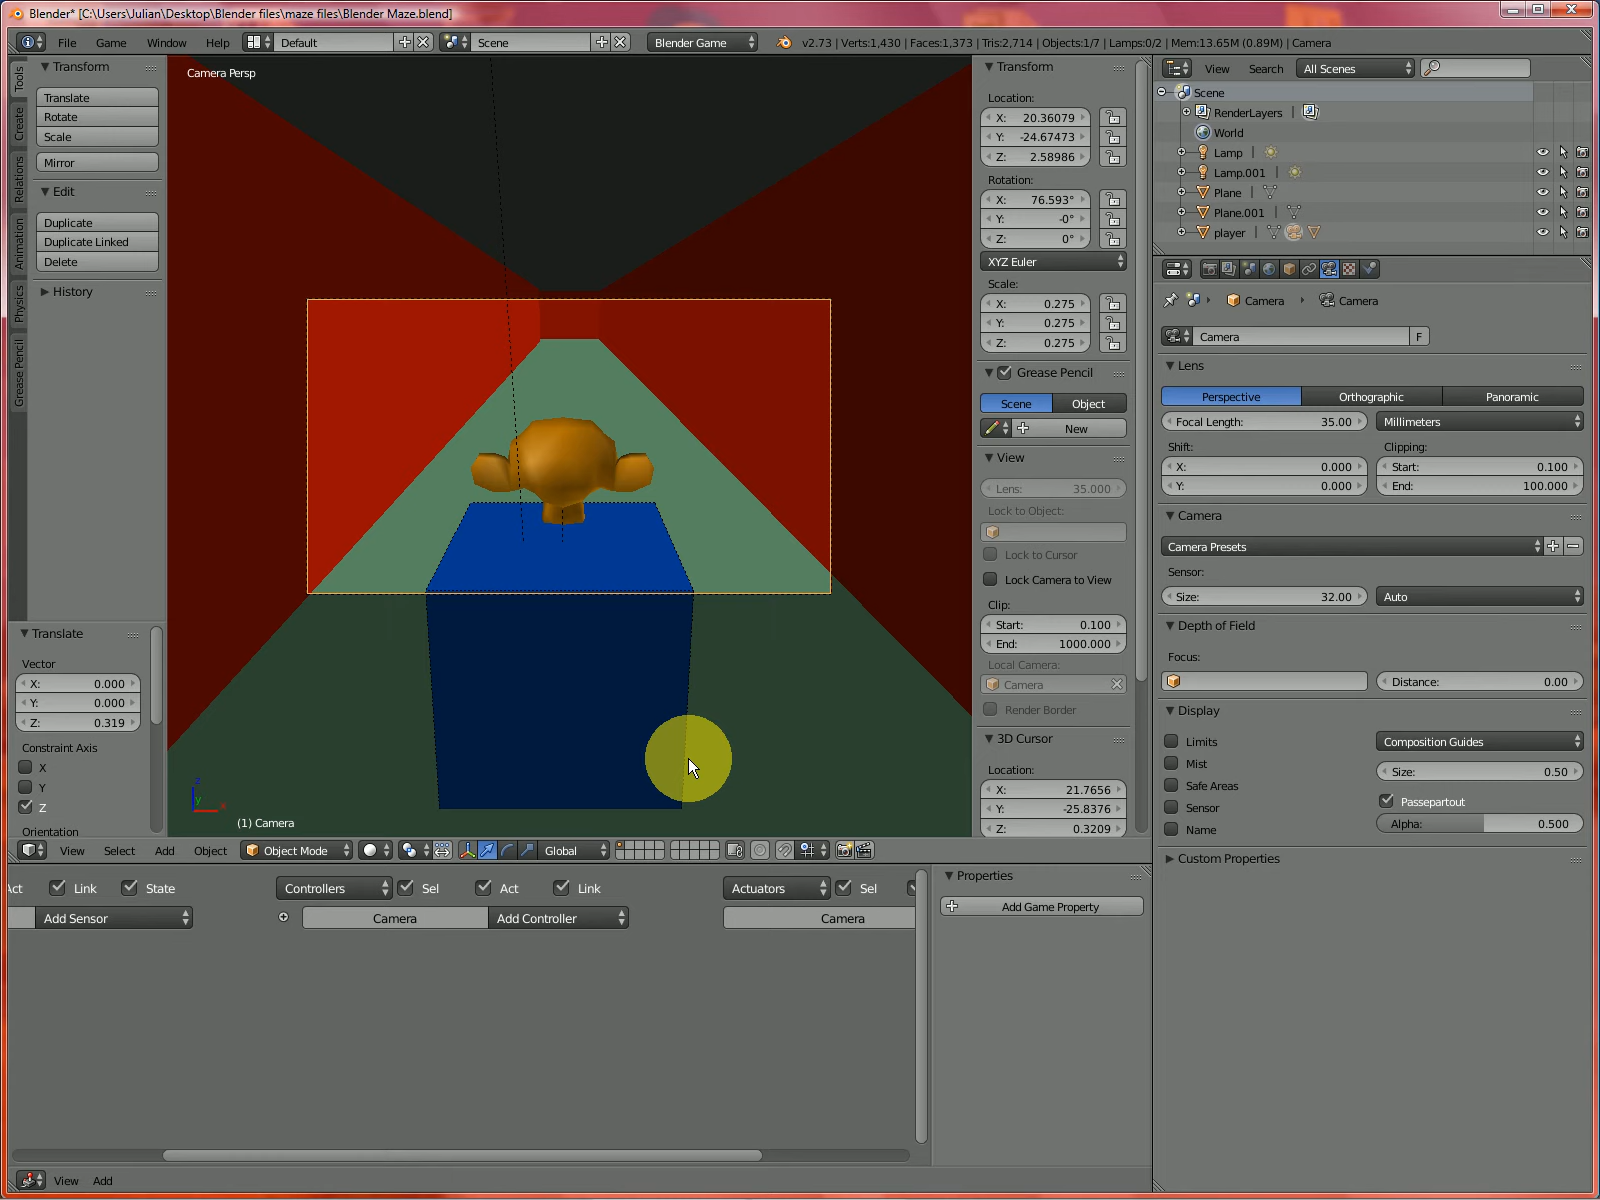 Blender* [C:\Users\Julian\Desktop\Blender files\maze files\Blender Maze.blend]
File Game Window Help Default Scene Blender Game v2.73 | Verts:1,430 | Faces:1,373 | Tris:2,714 | Objects:1/7 | Lamps:0/2 | Mem:13.65M (0.89M) | Camera
Tools
Create
Relations
Animation
Physics
Grease Pencil
Transform
Translate
Rotate
Scale
Mirror
Edit
Duplicate
Duplicate Linked
Delete
History
Translate
Vector
X: 0.000
Y: 0.000
Z: 0.319
Constraint Axis
X
Y
Z
Orientation
Camera Persp
z
y
x
(1) Camera
Transform
Location:
X: 20.36079
Y: -24.67473
Z: 2.58986
Rotation:
X: 76.593°
Y: -0°
Z: 0°
XYZ Euler
Scale:
X: 0.275
Y: 0.275
Z: 0.275
Grease Pencil
Scene Object
New
View
Lens: 35.000
Lock to Object:
Lock to Cursor
Lock Camera to View
Clip:
Start: 0.100
End: 1000.000
Local Camera:
Camera
Render Border
3D Cursor
Location:
X: 21.7656
Y: -25.8376
Z: 0.3209
View Select Add Object Object Mode Global
Act Link State Controllers Sel Act Link Actuators Sel
Add Sensor Camera Add Controller Camera
Properties
Add Game Property
View Add
View Search All Scenes
Scene
RenderLayers |
World
Lamp |
Lamp.001 |
Plane |
Plane.001 |
player |
Camera Camera
Camera F
Lens
Perspective Orthographic Panoramic
Focal Length: 35.00 Millimeters
Shift: Clipping:
X: 0.000 Start: 0.100
Y: 0.000 End: 100.000
Camera
Camera Presets
Sensor:
Size: 32.00 Auto
Depth of Field
Focus:
Distance: 0.00
Display
Limits Composition Guides
Mist Size: 0.50
Safe Areas
Passepartout
Sensor
Name Alpha: 0.500
Custom Properties